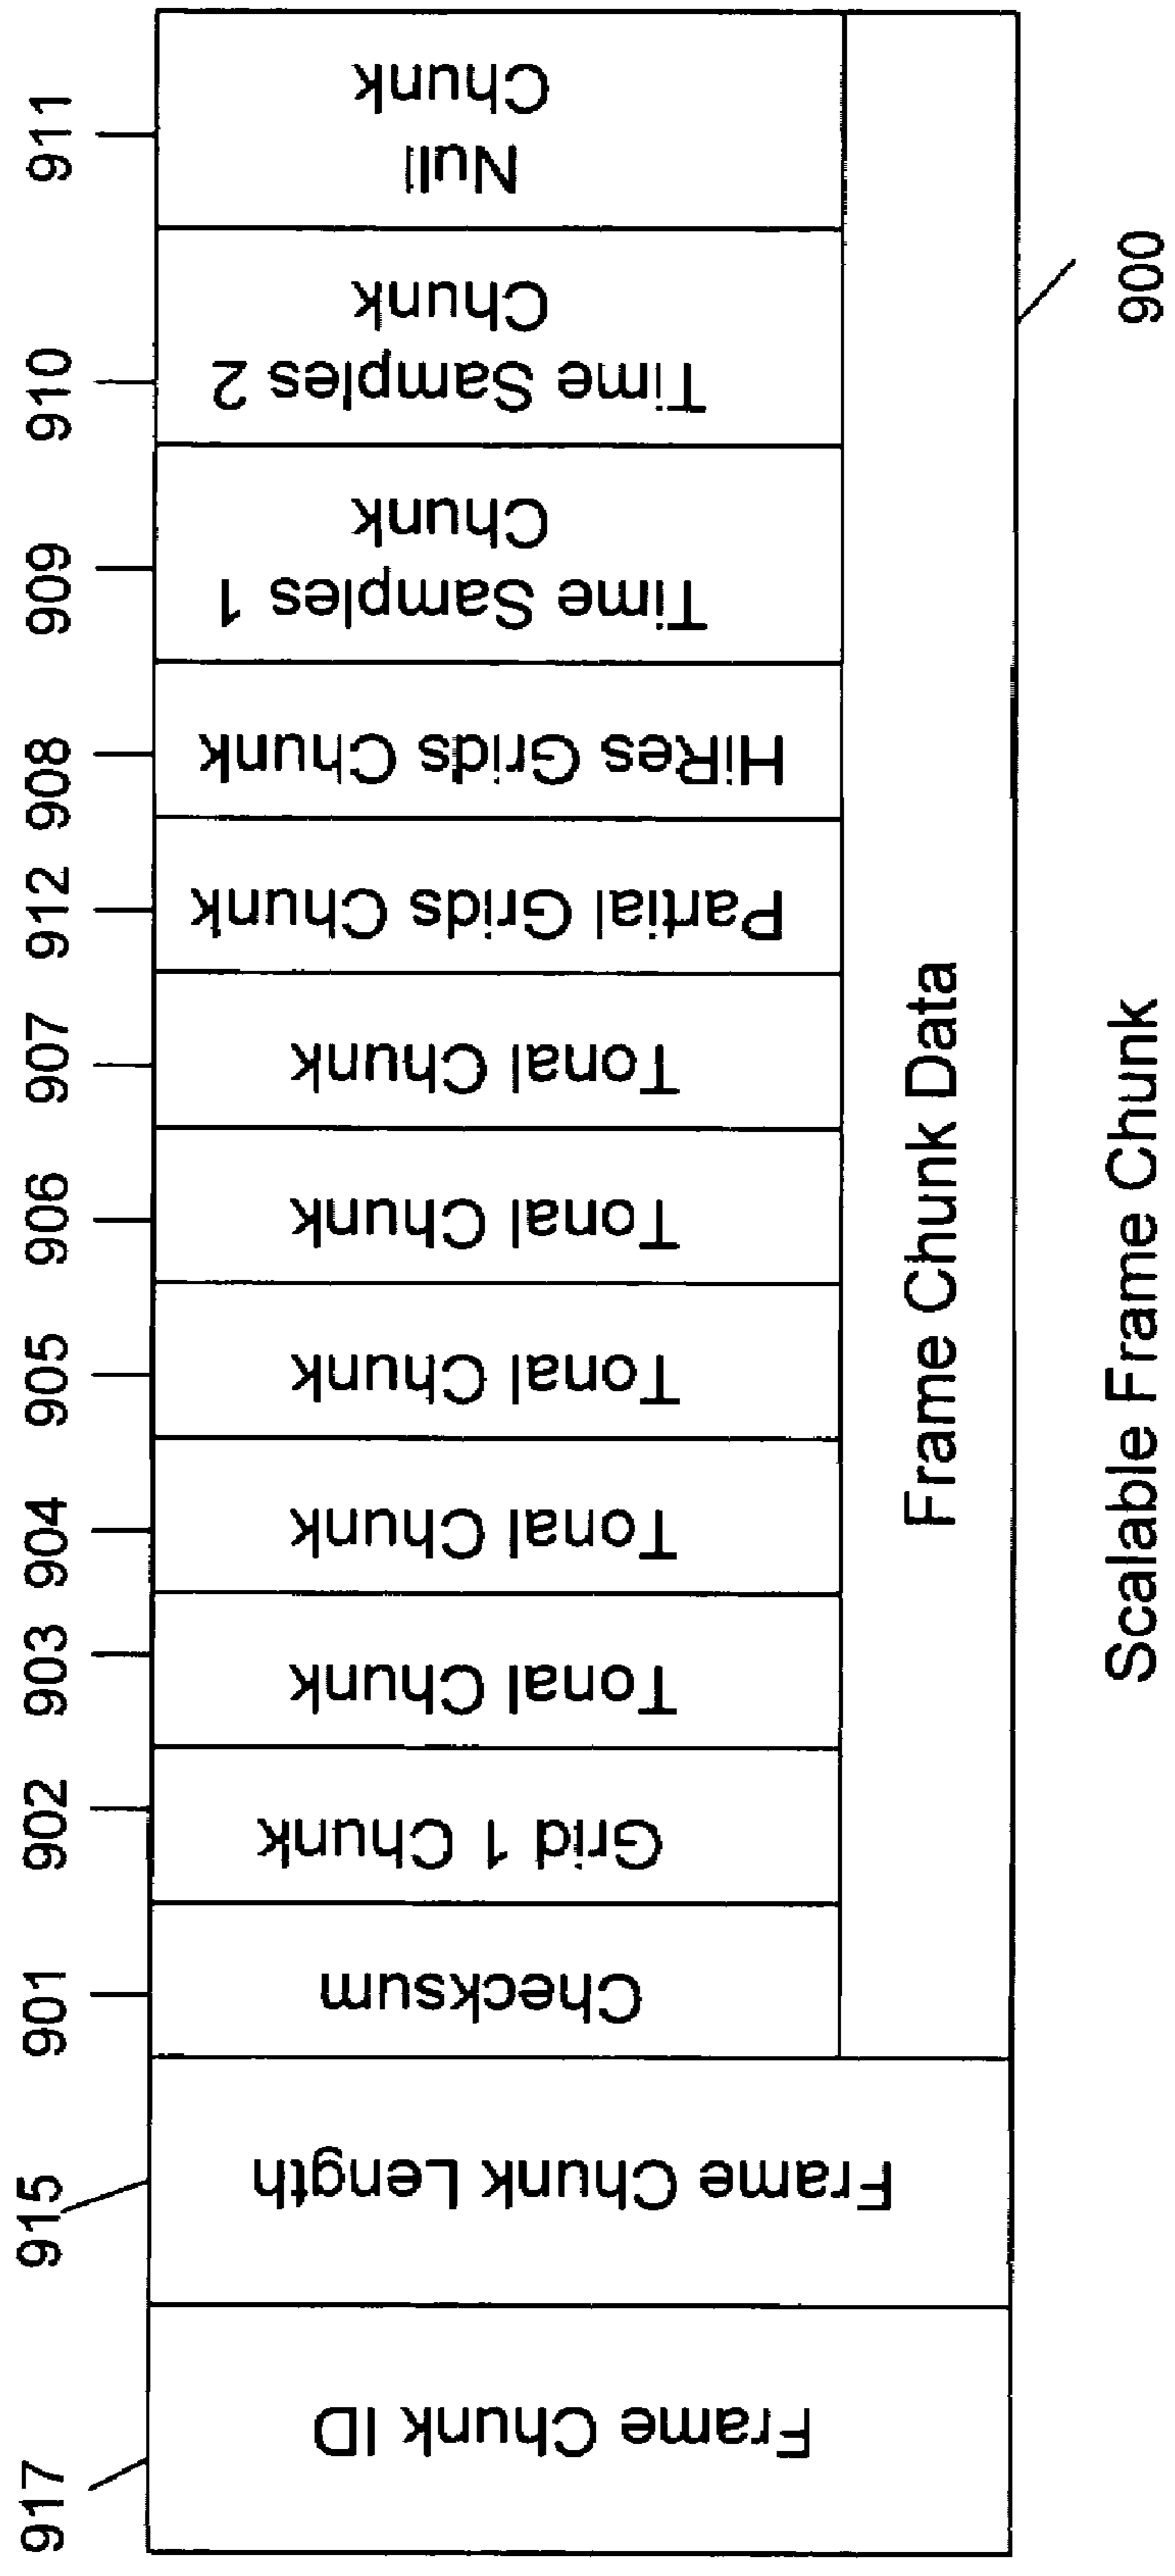 917
915
901
902
903
904
905
906
907
912
908
909
910
911
Frame Chunk ID
Frame Chunk Length
Checksum
Grid 1 Chunk
Tonal Chunk
Tonal Chunk
Tonal Chunk
Tonal Chunk
Tonal Chunk
Partial Grids Chunk
HiRes Grids Chunk
Time Samples 1
Chunk
Time Samples 2
Chunk
Null
Chunk
Frame Chunk Data
900
Scalable Frame Chunk